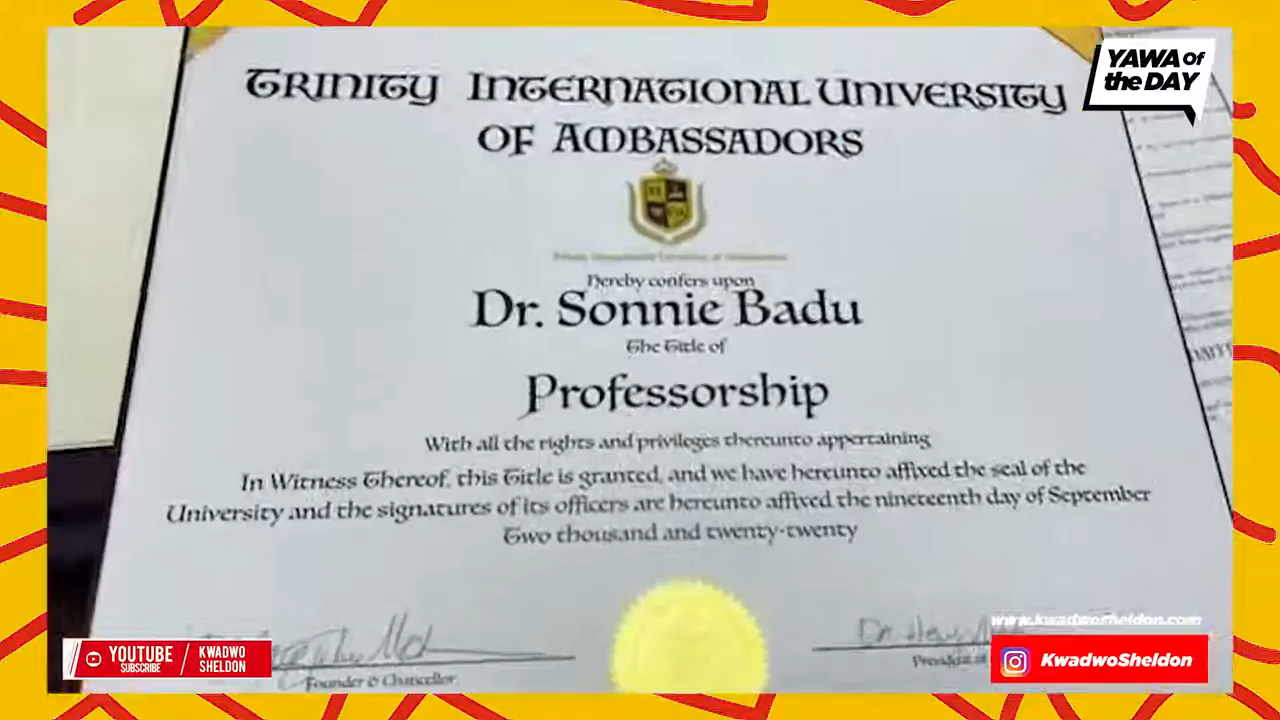 TRINITY INTERNATIONAL UNIVERSITY
OF AMBASSADORS
Hereby confers upon
Dr. Sonnie Badu
The Title of
Professorship
With all the rights and privileges thereunto appertaining
In Witness Thereof, this Title is granted, and we have hereunto affixed the seal of the
University and the signatures of its officers are hereunto affixed the nineteenth day of September
Two thousand and twenty-twenty
Founder & Chancellor
President
YAWA of
the DAY
YOUTUBE
SUBSCRIBE
KWADWO
SHELDON
www.kwadwosheldon.com
KwadwoSheldon